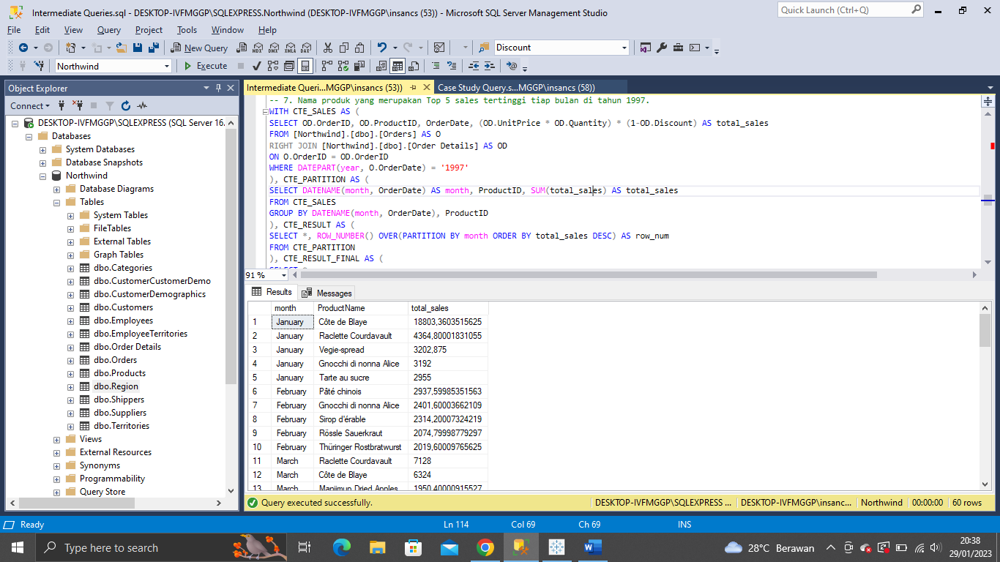 Intermediate Queries.sql - DESKTOP-IVFMGGP\SQLEXPRESS.Northwind (DESKTOP-IVFMGGP\insancs (53)) - Microsoft SQL Server Management Studio
Quick Launch (Ctrl+Q)
File Edit View Query Project Tools Window Help
New Query MDX DMX XMLA DAX Discount
Northwind Execute
Object Explorer
Connect
DESKTOP-IVFMGGP\SQLEXPRESS (SQL Server 16.
Databases
System Databases
Database Snapshots
Northwind
Database Diagrams
Tables
System Tables
FileTables
External Tables
Graph Tables
dbo.Categories
dbo.CustomerCustomerDemo
dbo.CustomerDemographics
dbo.Customers
dbo.Employees
dbo.EmployeeTerritories
dbo.Order Details
dbo.Orders
dbo.Products
dbo.Region
dbo.Shippers
dbo.Suppliers
dbo.Territories
Views
External Resources
Synonyms
Programmability
Query Store
Intermediate Queri...MGGP\insancs (53)) Case Study Query.s...MGGP\insancs (58))
-- 7. Nama produk yang merupakan Top 5 sales tertinggi tiap bulan di tahun 1997.
WITH CTE_SALES AS (
SELECT OD.OrderID, OD.ProductID, OrderDate, (OD.UnitPrice * OD.Quantity) * (1-OD.Discount) AS total_sales
FROM [Northwind].[dbo].[Orders] AS O
RIGHT JOIN [Northwind].[dbo].[Order Details] AS OD
ON O.OrderID = OD.OrderID
WHERE DATEPART(year, O.OrderDate) = '1997'
), CTE_PARTITION AS (
SELECT DATENAME(month, OrderDate) AS month, ProductID, SUM(total_sales) AS total_sales
FROM CTE_SALES
GROUP BY DATENAME(month, OrderDate), ProductID
), CTE_RESULT AS (
SELECT *, ROW_NUMBER() OVER(PARTITION BY month ORDER BY total_sales DESC) AS row_num
FROM CTE_PARTITION
), CTE_RESULT_FINAL AS (
SELECT *
91 %
Results Messages
month ProductName total_sales
1 January Côte de Blaye 18803,3603515625
2 January Raclette Courdavault 4364,80001831055
3 January Vegie-spread 3202,875
4 January Gnocchi di nonna Alice 3192
5 January Tarte au sucre 2955
6 February Pâté chinois 2937,59985351563
7 February Gnocchi di nonna Alice 2401,60003662109
8 February Sirop d'érable 2314,20007324219
9 February Rössle Sauerkraut 2074,79998779297
10 February Thüringer Rostbratwurst 2019,60009765625
11 March Raclette Courdavault 7128
12 March Côte de Blaye 6324
13 March Manjimup Dried Apples 1950,40000915527
Query executed successfully. DESKTOP-IVFMGGP\SQLEXPRESS ... DESKTOP-IVFMGGP\insanc... Northwind 00:00:00 60 rows
Ready Ln 114 Col 69 Ch 69 INS
Type here to search
28°C Berawan
20:38
29/01/2023